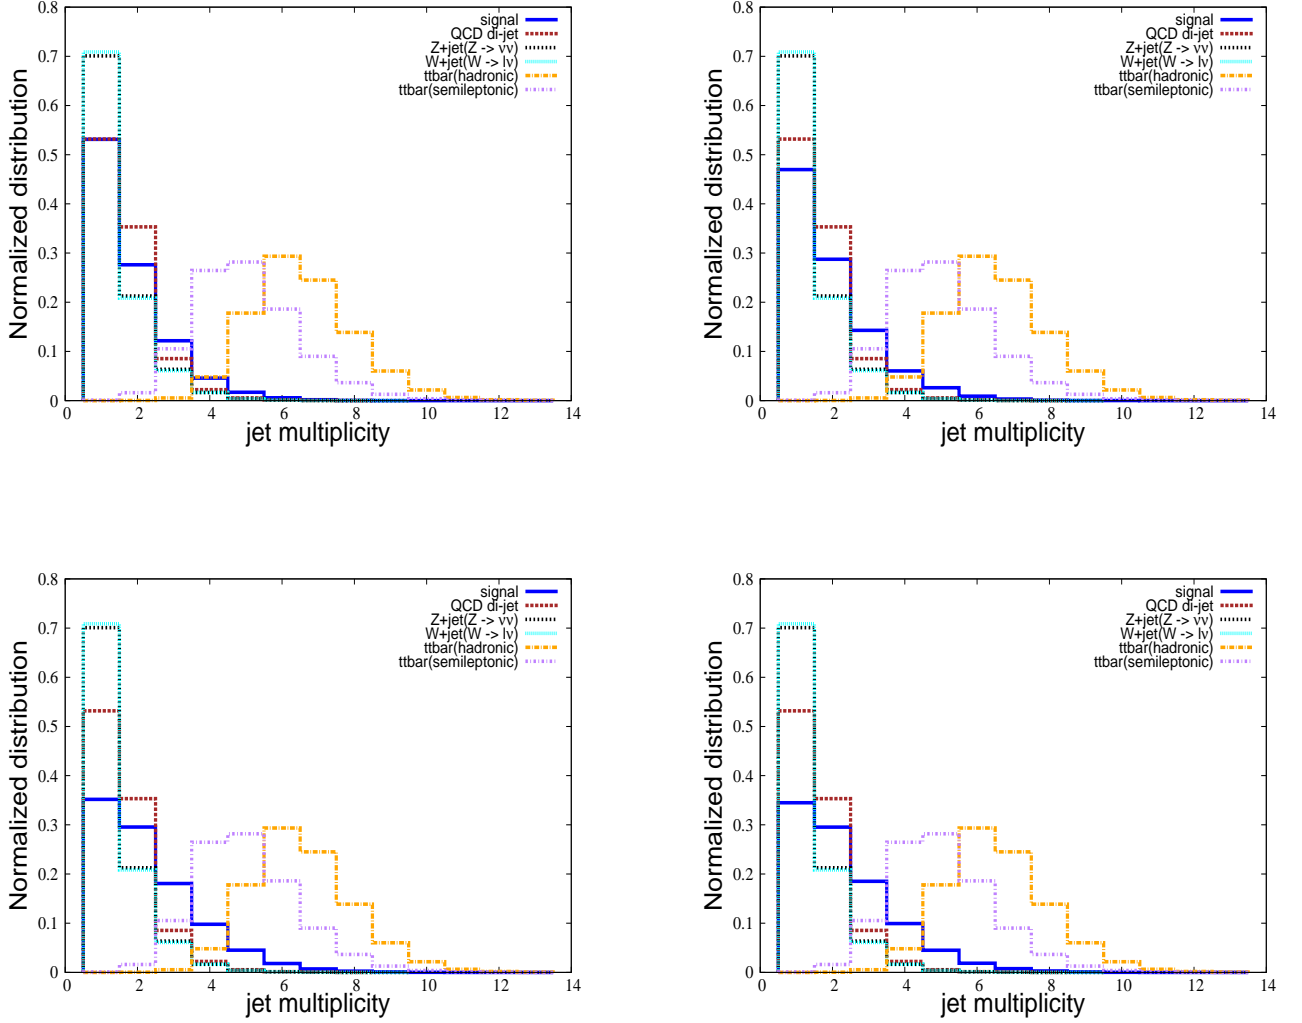 0.8
0.7
0.6
0.5
0.4
0.3
0.2
0.1
0
0 2 4 6 8 10 12 14
Normalized distribution
jet multiplicity
signal
QCD di-jet
Z+jet(Z -> νν)
W+jet(W -> lν)
ttbar(hadronic)
ttbar(semileptonic)
0.8
0.7
0.6
0.5
0.4
0.3
0.2
0.1
0
0 2 4 6 8 10 12 14
Normalized distribution
jet multiplicity
signal
QCD di-jet
Z+jet(Z -> νν)
W+jet(W -> lν)
ttbar(hadronic)
ttbar(semileptonic)
0.8
0.7
0.6
0.5
0.4
0.3
0.2
0.1
0
0 2 4 6 8 10 12 14
Normalized distribution
jet multiplicity
signal
QCD di-jet
Z+jet(Z -> νν)
W+jet(W -> lν)
ttbar(hadronic)
ttbar(semileptonic)
0.8
0.7
0.6
0.5
0.4
0.3
0.2
0.1
0
0 2 4 6 8 10 12 14
Normalized distribution
jet multiplicity
signal
QCD di-jet
Z+jet(Z -> νν)
W+jet(W -> lν)
ttbar(hadronic)
ttbar(semileptonic)